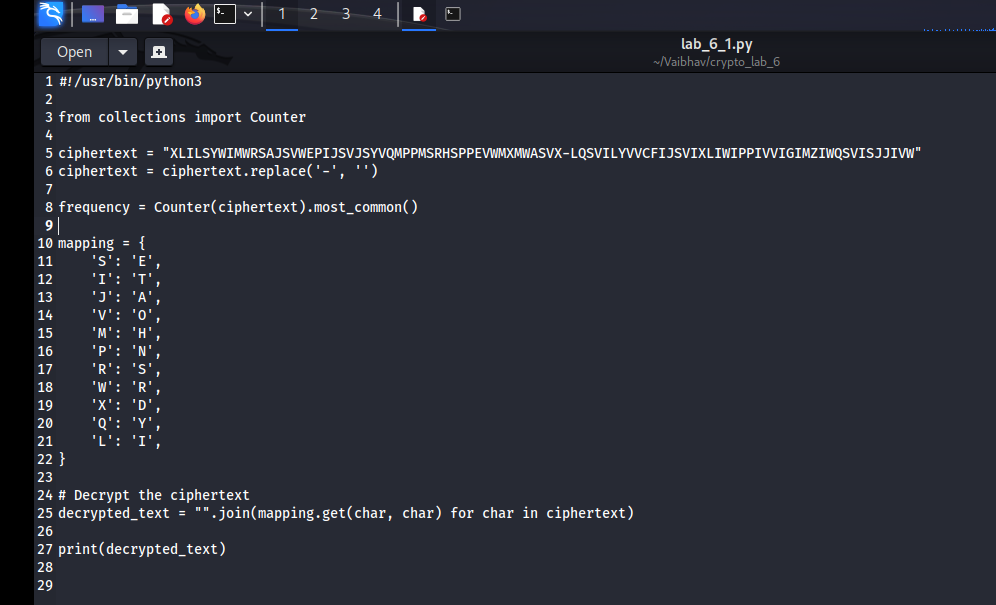 1 2 3 4
Open
lab_6_1.py
~/Vaibhav/crypto_lab_6
1 #!/usr/bin/python3
2
3 from collections import Counter
4
5 ciphertext = "XLILSYWIMWRSAJSVWEPIJSVJSYVQMPPMSRHSPPEVWMXMWASVX-LQSVILYVVCFIJSVIXLIWIPPIVVIGIMZIWQSVISJJIVW"
6 ciphertext = ciphertext.replace('-', '')
7
8 frequency = Counter(ciphertext).most_common()
9
10 mapping = {
11     'S': 'E',
12     'I': 'T',
13     'J': 'A',
14     'V': 'O',
15     'M': 'H',
16     'P': 'N',
17     'R': 'S',
18     'W': 'R',
19     'X': 'D',
20     'Q': 'Y',
21     'L': 'I',
22 }
23
24 # Decrypt the ciphertext
25 decrypted_text = "".join(mapping.get(char, char) for char in ciphertext)
26
27 print(decrypted_text)
28
29